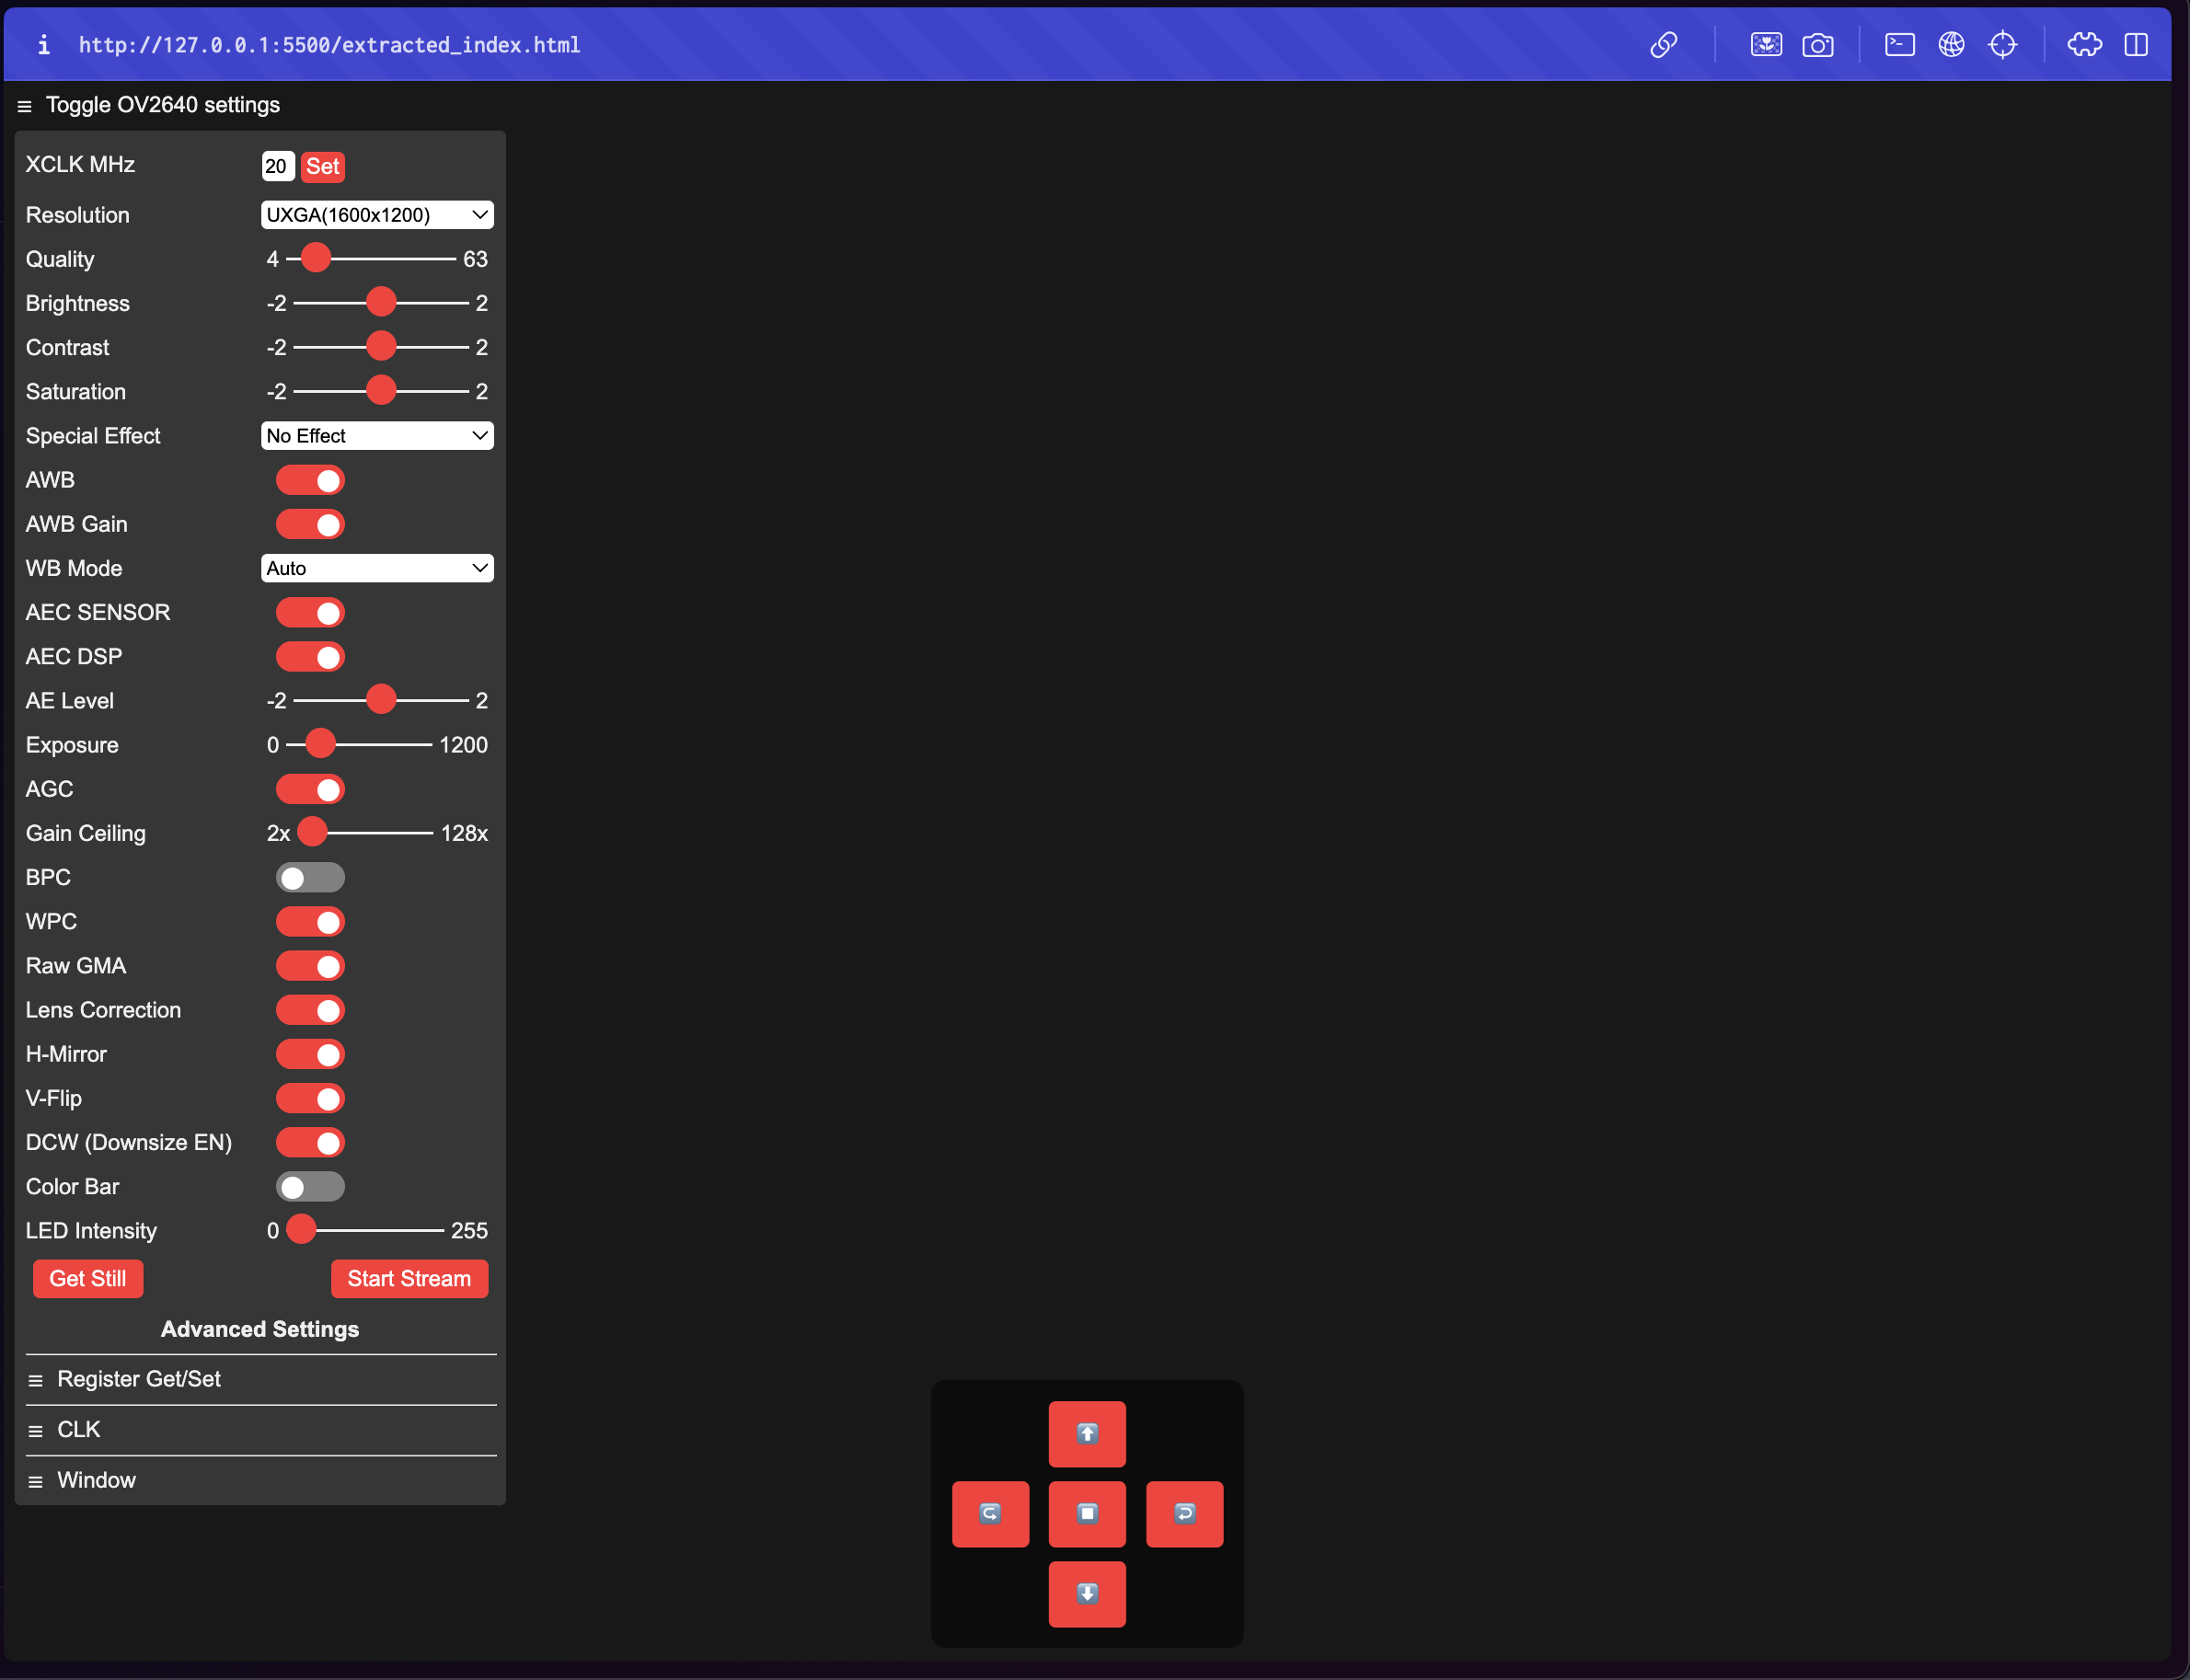 http://127.0.0.1:5500/extracted_index.html
Toggle OV2640 settings
XCLK MHz 20 Set
Resolution UXGA(1600x1200)
Quality 4 63
Brightness -2 2
Contrast -2 2
Saturation -2 2
Special Effect No Effect
AWB
AWB Gain
WB Mode Auto
AEC SENSOR
AEC DSP
AE Level -2 2
Exposure 0 1200
AGC
Gain Ceiling 2x 128x
BPC
WPC
Raw GMA
Lens Correction
H-Mirror
V-Flip
DCW (Downsize EN)
Color Bar
LED Intensity 0 255
Get Still Start Stream
Advanced Settings
Register Get/Set
CLK
Window